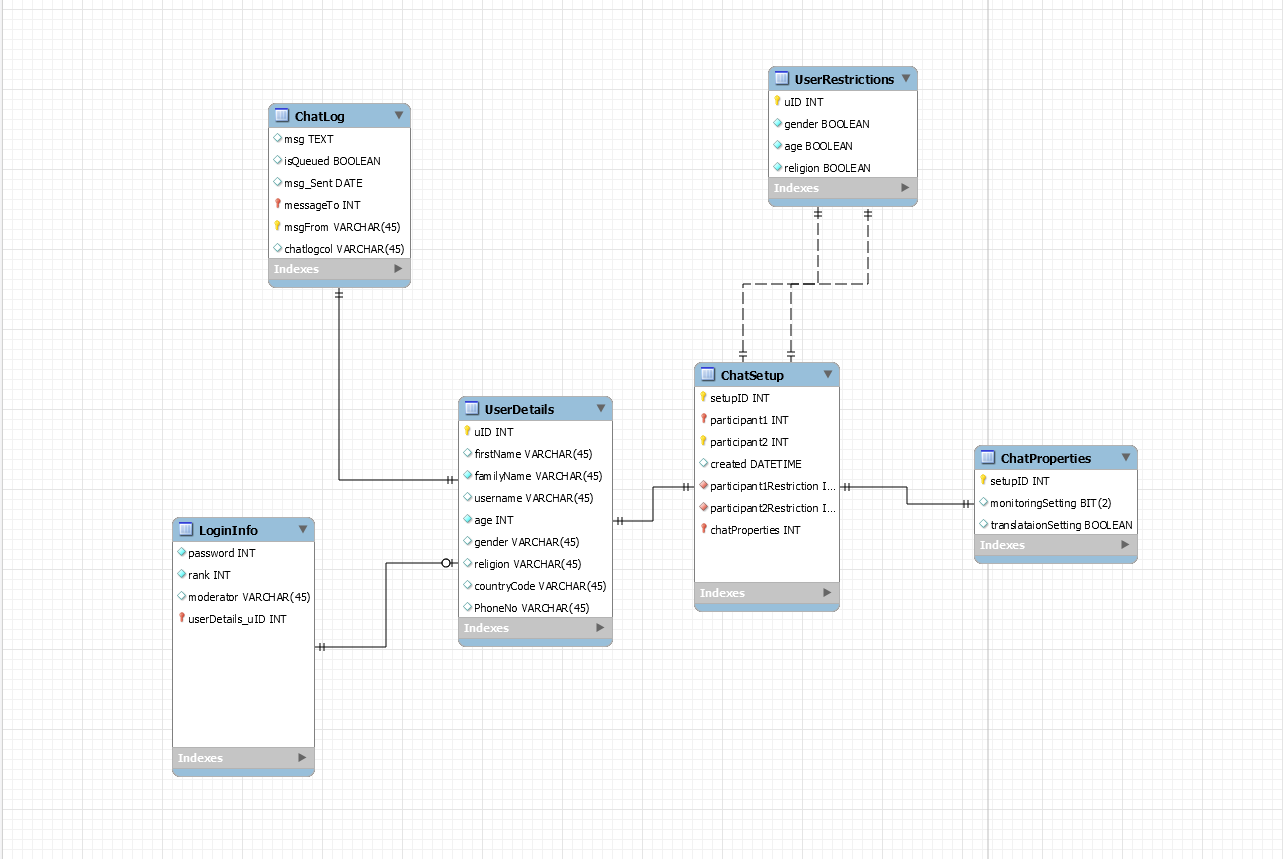 ChatLog
msg TEXT
isQueued BOOLEAN
msg_Sent DATE
messageTo INT
msgFrom VARCHAR(45)
chatlogcol VARCHAR(45)
Indexes
UserRestrictions
uID INT
gender BOOLEAN
age BOOLEAN
religion BOOLEAN
Indexes
UserDetails
uID INT
firstName VARCHAR(45)
familyName VARCHAR(45)
username VARCHAR(45)
age INT
gender VARCHAR(45)
religion VARCHAR(45)
countryCode VARCHAR(45)
PhoneNo VARCHAR(45)
Indexes
ChatSetup
setupID INT
participant1 INT
participant2 INT
created DATETIME
participant1Restriction I...
participant2Restriction I...
chatProperties INT
Indexes
ChatProperties
setupID INT
monitoringSetting BIT(2)
translataionSetting BOOLEAN
Indexes
LoginInfo
password INT
rank INT
moderator VARCHAR(45)
userDetails_uID INT
Indexes